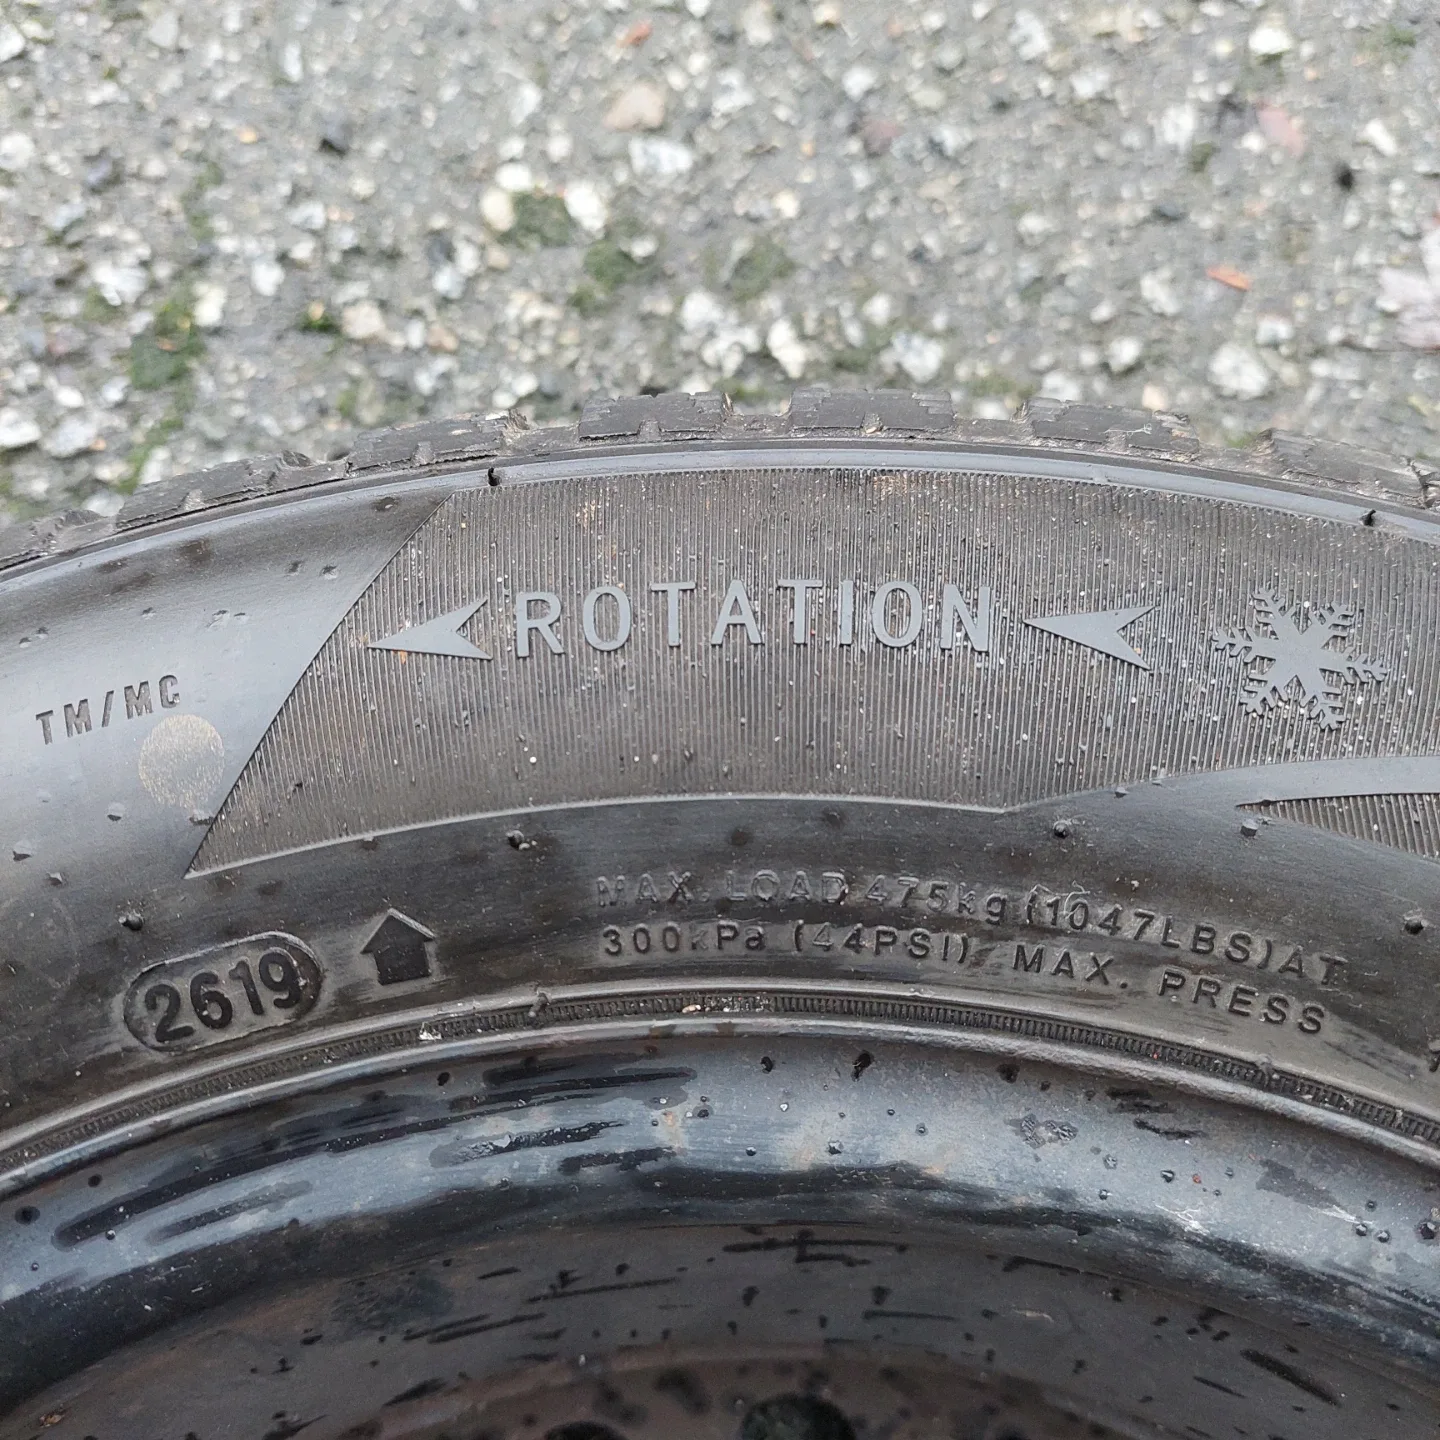 ROTATION
TM/MC
MAX. LOAD 475kg (1047LBS) AT
300kPa (44PSI) MAX. PRESS
2619